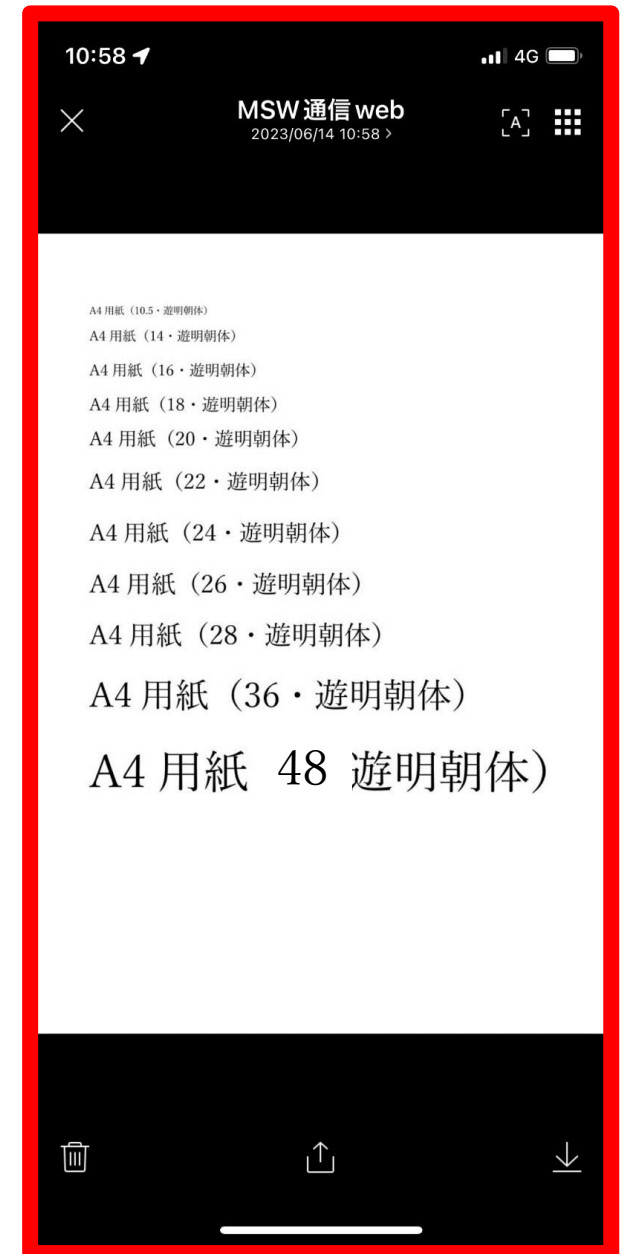 10:58
4G
MSW通信web
2023/06/14 10:58 >
A
A4 用紙（10.5・遊明朝体）
A4 用紙（14・遊明朝体）
A4 用紙（16・遊明朝体）
A4 用紙（18・遊明朝体）
A4 用紙（20・遊明朝体）
A4 用紙（22・遊明朝体）
A4 用紙（24・遊明朝体）
A4 用紙（26・遊明朝体）
A4 用紙（28・遊明朝体）
A4 用紙（36・遊明朝体）
A4 用紙 48 遊明朝体）